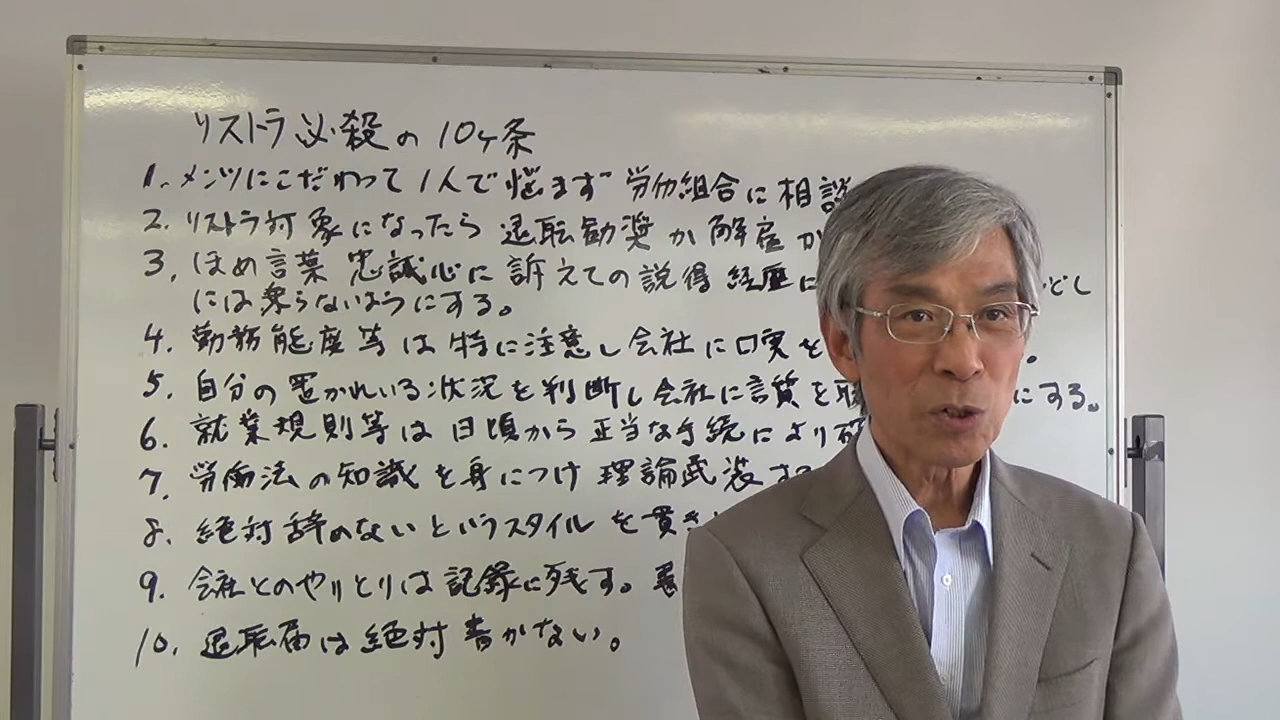 リストラ必殺の10ヶ条
1. メンツにこだわって1人で悩まず 労仂組合に相談
2. リストラ対象になったら 退職勧奨か解雇か
3. ほめ言葉 忠誠心に訴えての説得 経歴に どし
には乗らないようにする。
4. 勤務態度等は特に注意し会社に口実を 。
5. 自分の置かれいる状況を判断し会社に言質を取 にする。
6. 就業規則等は日頃から正当な手続により
7. 労働法の知識を身につけ理論武装する
8. 絶対辞めないというスタイルを貫き
9. 会社とのやりとりは記録に残す。悪
10. 退職届は絶対書かない。